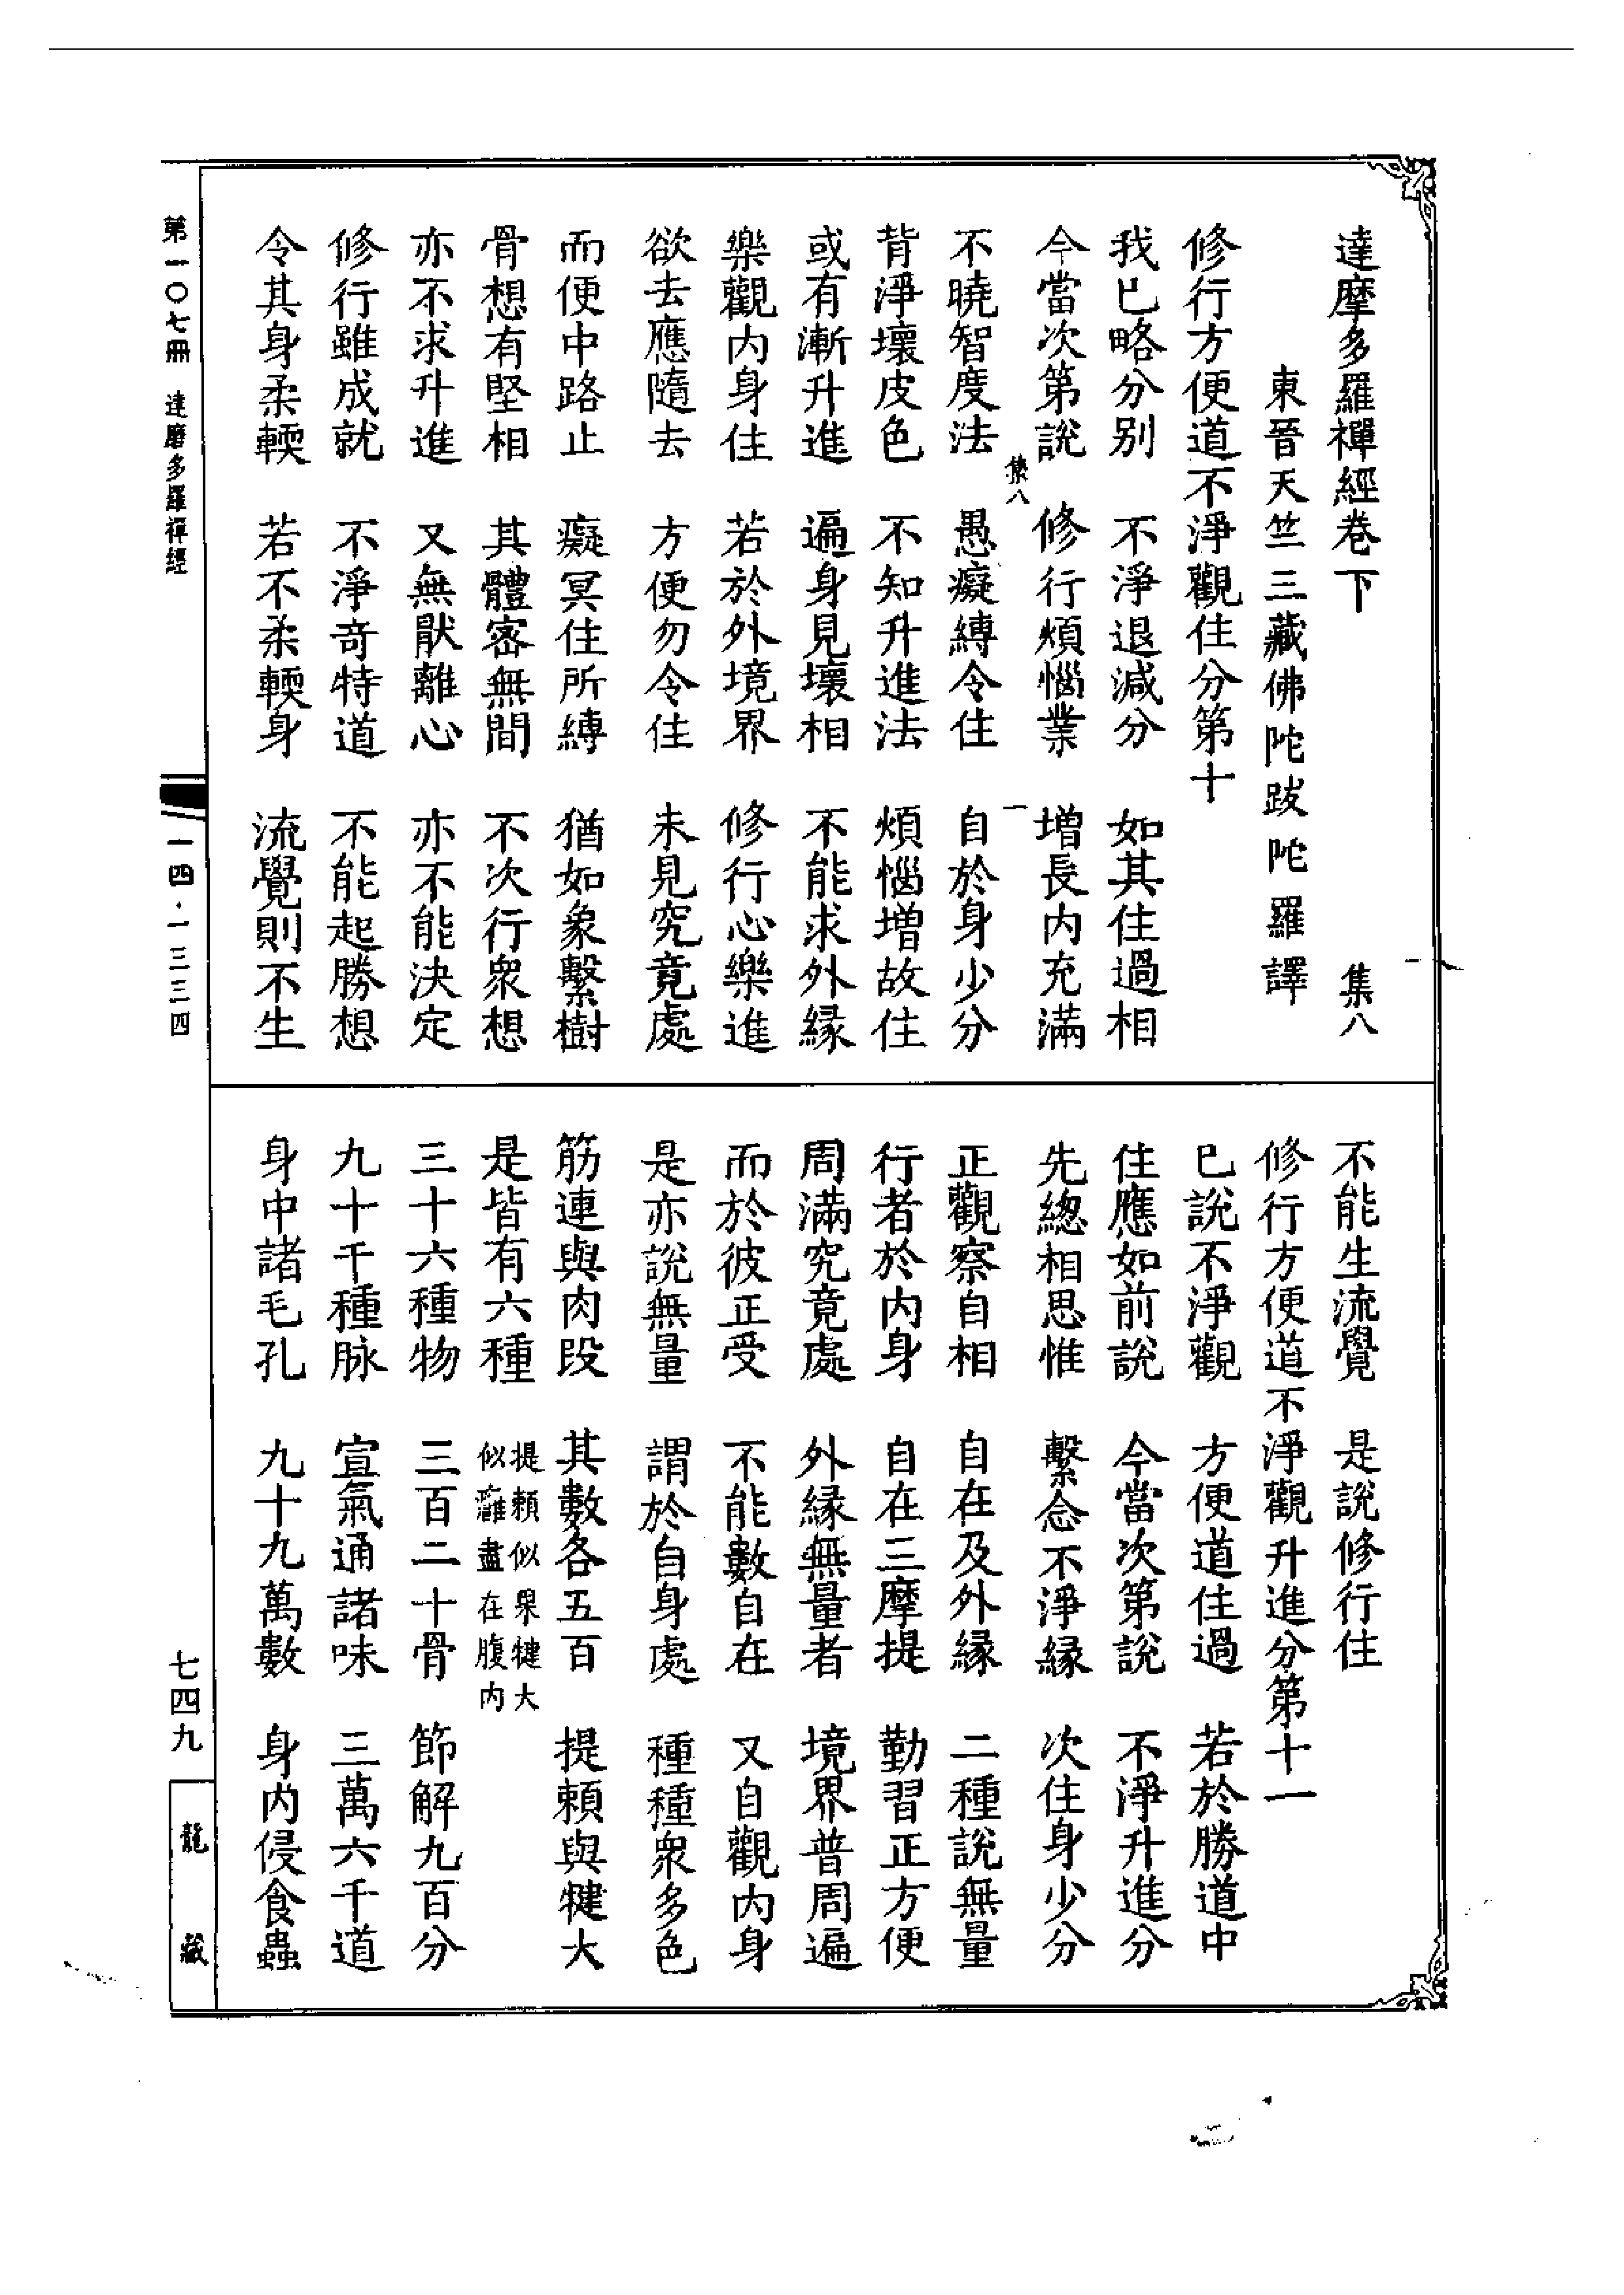 達摩多羅禪經卷下 集八
東晉天竺三藏佛陀跋陀羅譯
修行方便道不淨觀住分第十
我已略分别 不淨退減分 如其住過相
今當次第說 修行煩惱業 增長内充滿
集八 一
不曉智度法 愚癡縛令住 自於身少分
背淨壞皮色 不知升進法 煩惱增故住
或有漸升進 遍身見壞相 不能求外緣
樂觀内身住 若於外境界 修行心樂進
欲去應隨去 方便勿令住 未見究竟處
而便中路止 癡冥住所縛 猶如象繫樹
骨想有堅相 其體密無間 不次行衆想
亦不求升進 又無猒離心 亦不能決定
修行雖成就 不淨奇特道 不能起勝想
令其身柔輭 若不柔輭身 流覺則不生
不能生流覺 是說修行住
修行方便道不淨觀升進分第十一
已說不淨觀 方便道住過 若於勝道中
住應如前說 今當次第說 不淨升進分
先緫相思惟 繫念不淨緣 次住身少分
正觀察自相 自在及外緣 二種說無量
行者於内身 自在三摩提 勤習正方便
周滿究竟處 外緣無量者 境界普周遍
而於彼正受 不能數自在 又自觀内身
是亦說無量 謂於自身處 種種衆多色
筋連與肉段 其數各五百 提頼與犍大
是皆有六種 提頼似㮈犍大似𤄷盡在腹内
三十六種物 三百二十骨 節解九百分
九十千種脉 宣氣通諸味 三萬六千道
身中諸毛孔 九十九萬數 身内侵食蟲
第一〇七冊 達磨多羅禪經
一四·一三三四
七四九
龍藏